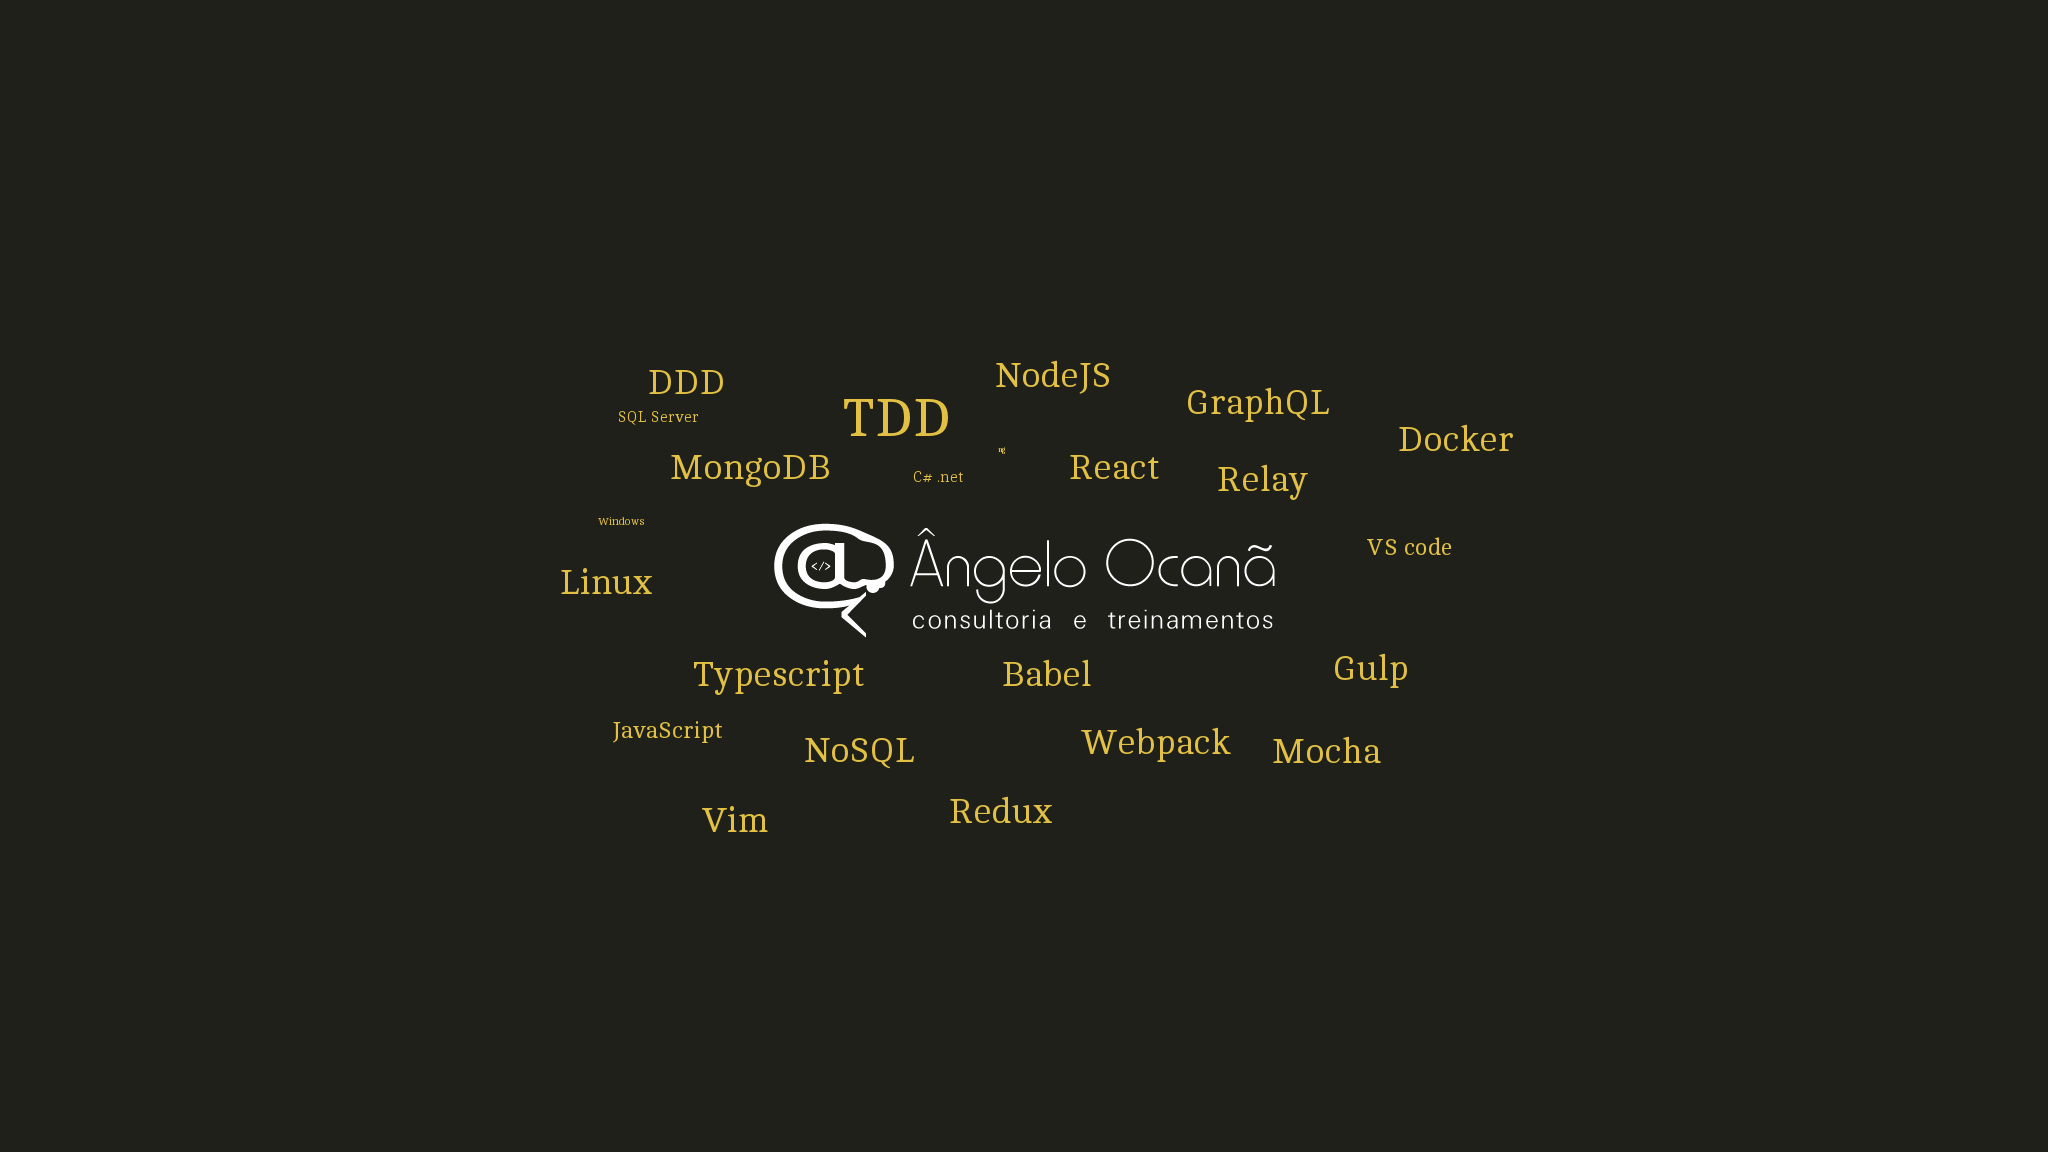 NodeJS
DDD
GraphQL
SQL Server
TDD
Docker
ng
MongoDB
C# .net
React
Relay
Windows
</>
Ângelo Ocanã
consultoria e treinamentos
VS code
Linux
Typescript
Babel
Gulp
JavaScript
NoSQL
Webpack
Mocha
Vim
Redux